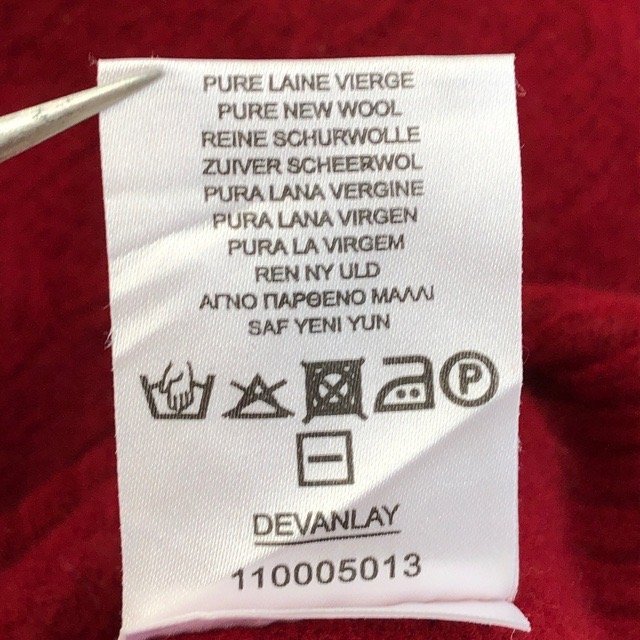 PURE LAINE VIERGE
PURE NEW WOOL
REINE SCHURWOLLE
ZUIVER SCHEERWOL
PURA LANA VERGINE
PURA LANA VIRGEN
PURA LA VIRGEM
REN NY ULD
ΑΓΝΟ ΠΑΡΘΕΝΟ ΜΑΛΛΙ
SAF YENI YUN
P
DEVANLAY
110005013